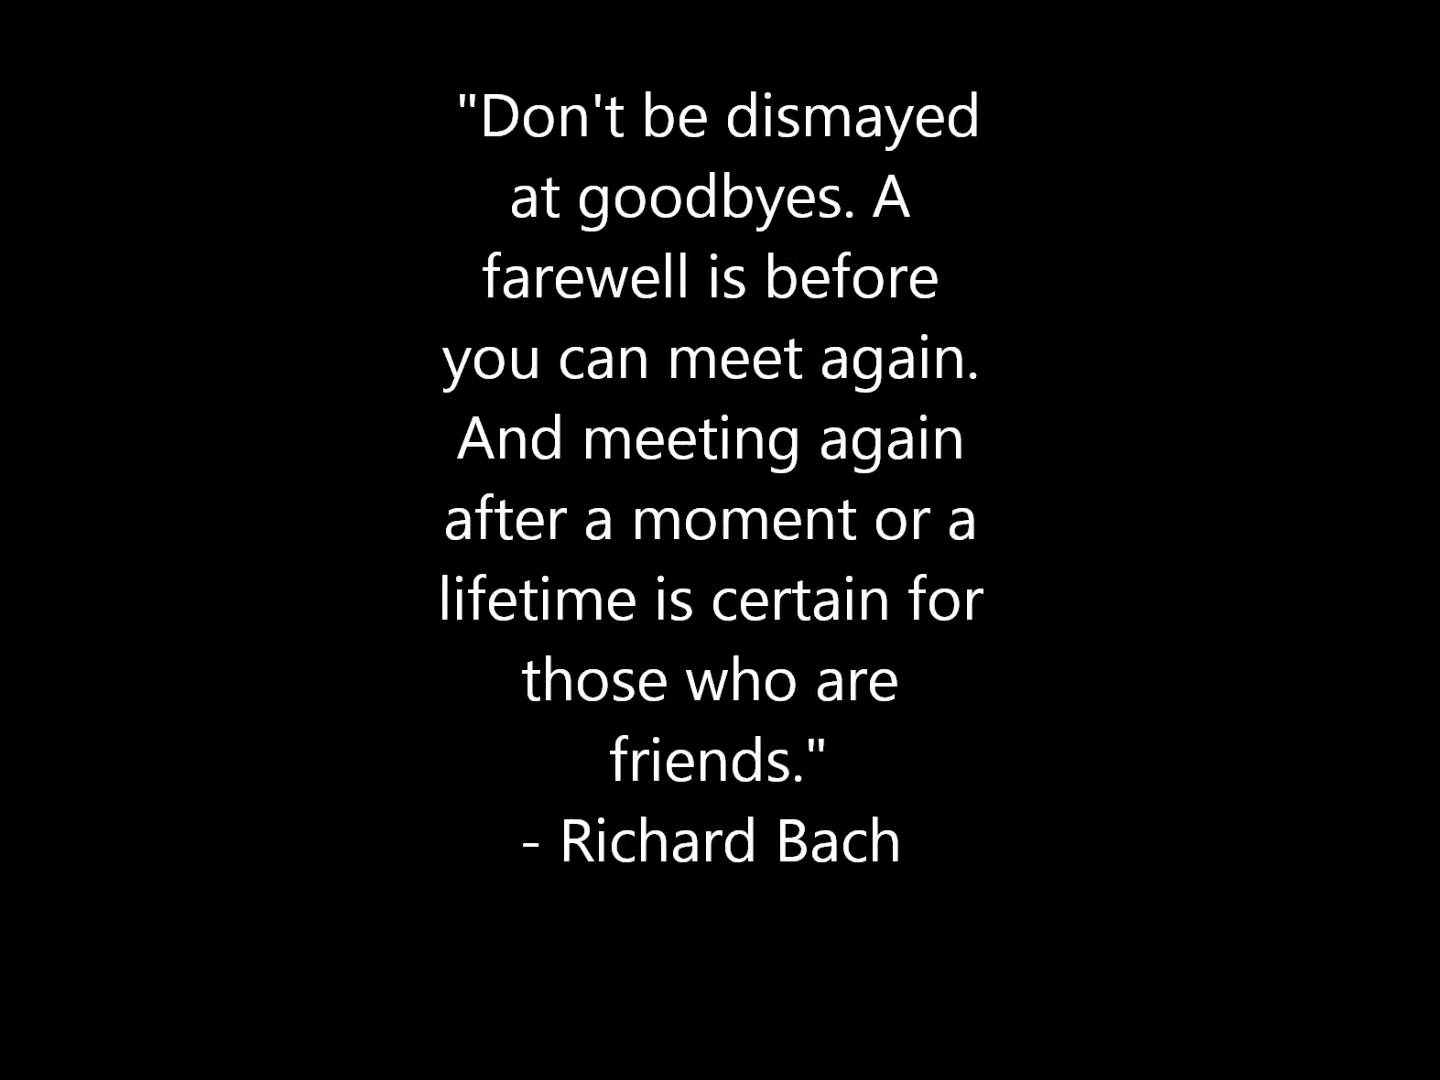 "Don't be dismayed
at goodbyes. A
farewell is before
you can meet again.
And meeting again
after a moment or a
lifetime is certain for
those who are
friends."
- Richard Bach